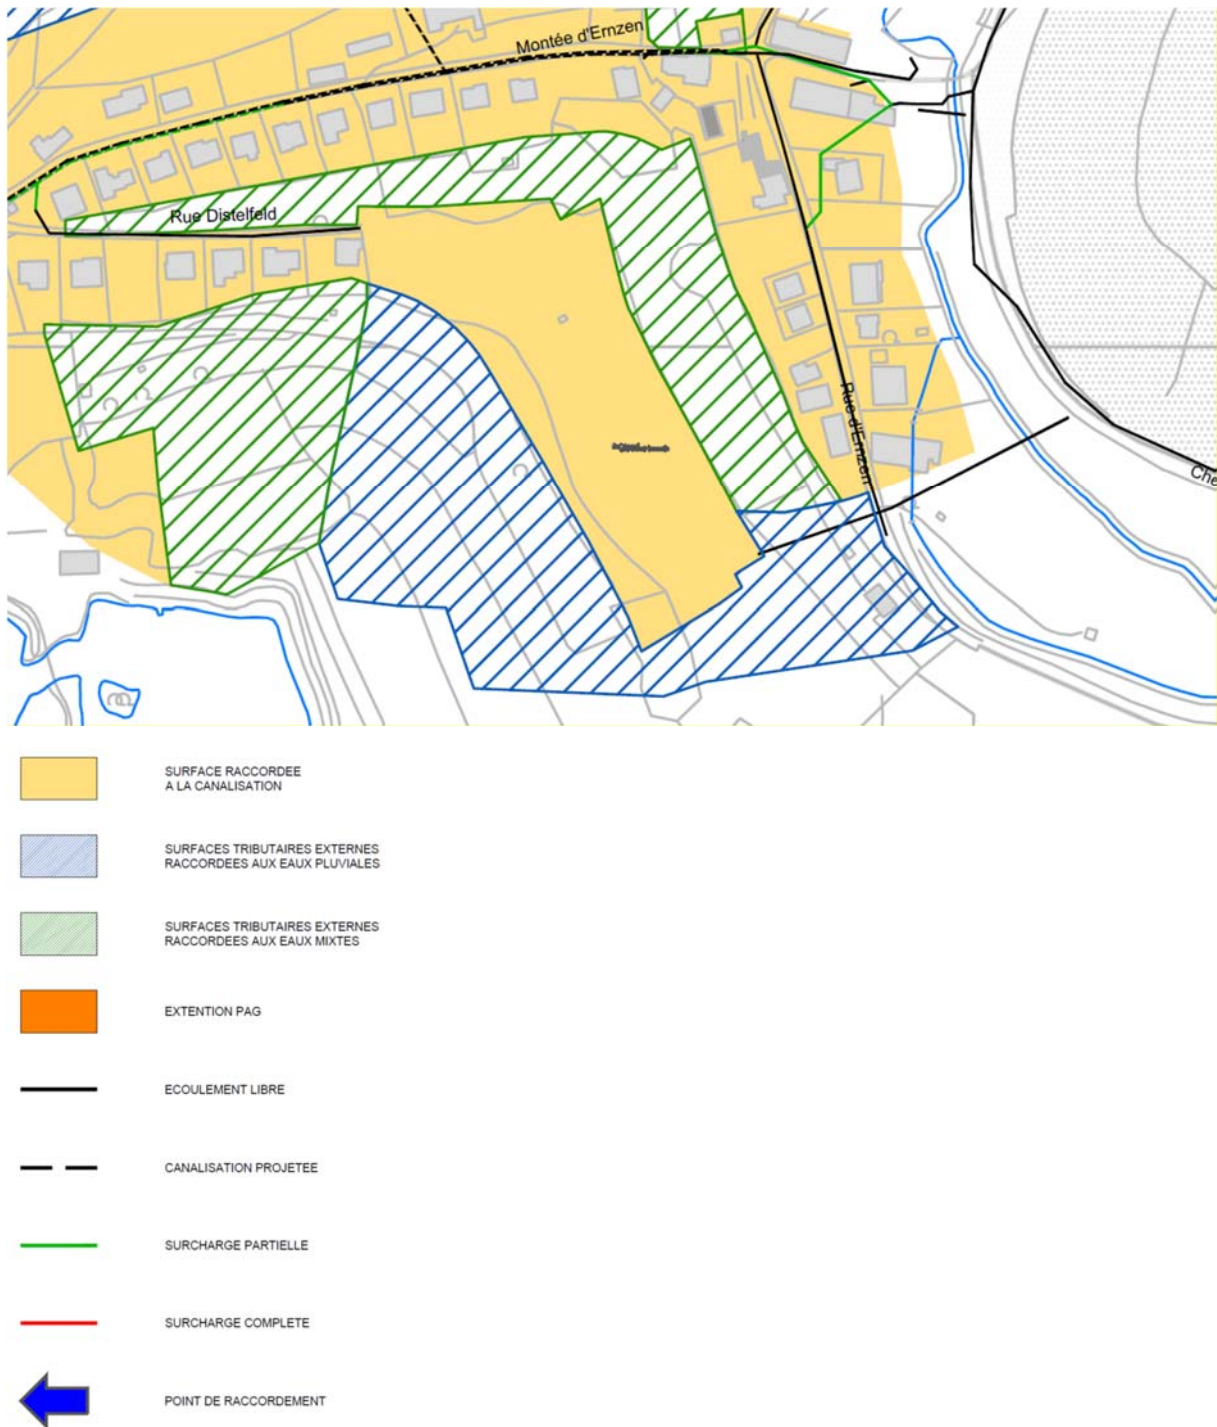 Montée d'Ernzen
Rue Distelfeld
Rue d'Ernzen
Che
SURFACE RACCORDEE
A LA CANALISATION
SURFACES TRIBUTAIRES EXTERNES
RACCORDEES AUX EAUX PLUVIALES
SURFACES TRIBUTAIRES EXTERNES
RACCORDEES AUX EAUX MIXTES
EXTENTION PAG
ECOULEMENT LIBRE
CANALISATION PROJETEE
SURCHARGE PARTIELLE
SURCHARGE COMPLETE
POINT DE RACCORDEMENT